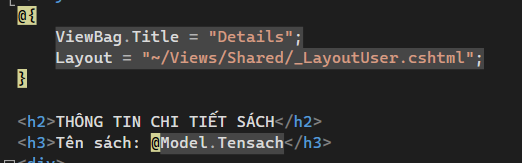 @{
ViewBag.Title = "Details";
Layout = "~/Views/Shared/_LayoutUser.cshtml";
}
<h2>THÔNG TIN CHI TIẾT SÁCH</h2>
<h3>Tên sách: @Model.Tensach</h3>
<div>